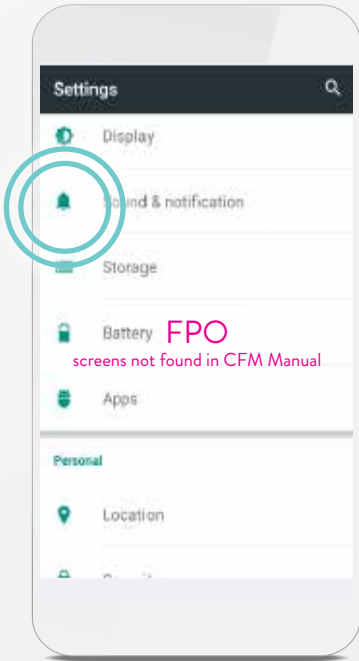 Settings
Display
Sound & notification
Storage
Battery FPO
screens not found in CFM Manual
Apps
Personal
Location